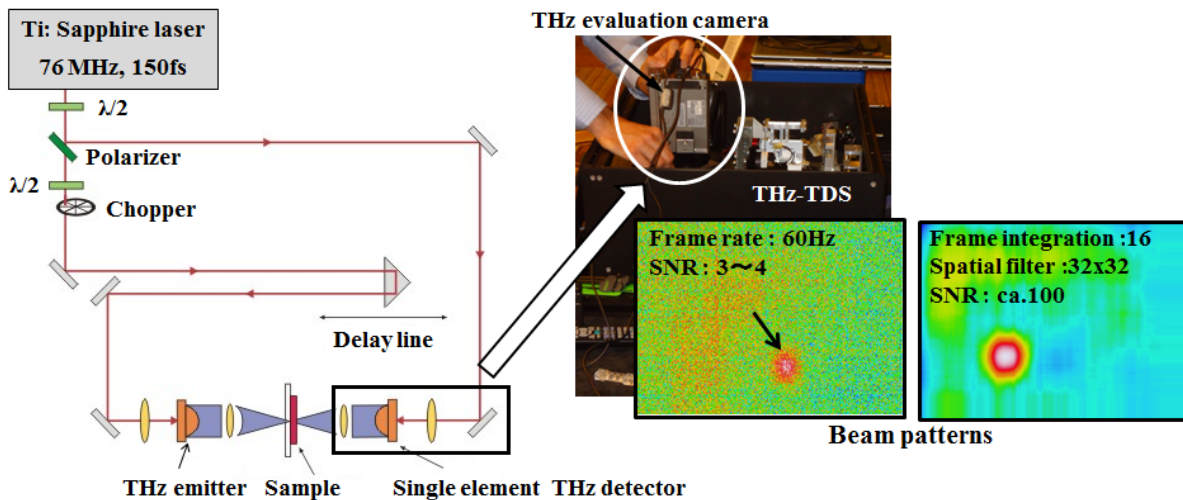 Ti: Sapphire laser
76 MHz, 150fs
λ/2
Polarizer
λ/2
Chopper
Delay line
THz emitter
Sample
Single element THz detector
THz evaluation camera
THz-TDS
Frame rate : 60Hz
SNR : 3〜4
Frame integration :16
Spatial filter :32x32
SNR : ca.100
Beam patterns